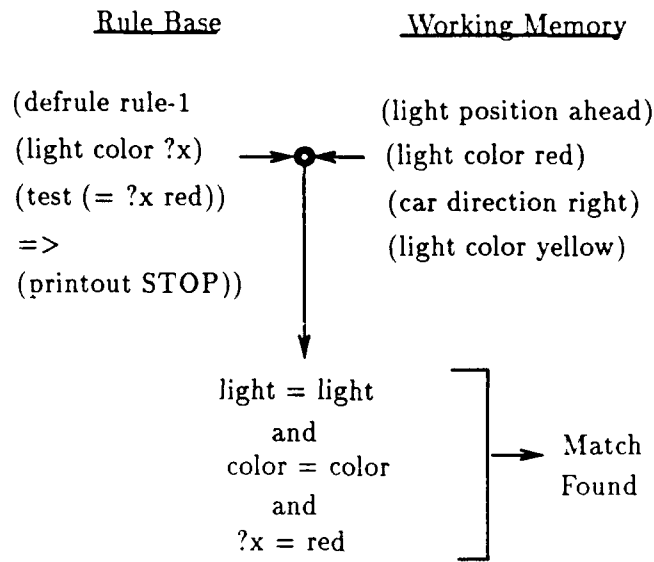 Rule Base
Working Memory
(defrule rule-1
(light color ?x)
(test (= ?x red))
=>
(printout STOP))
(light position ahead)
(light color red)
(car direction right)
(light color yellow)
light = light
and
color = color
and
?x = red
Match
Found